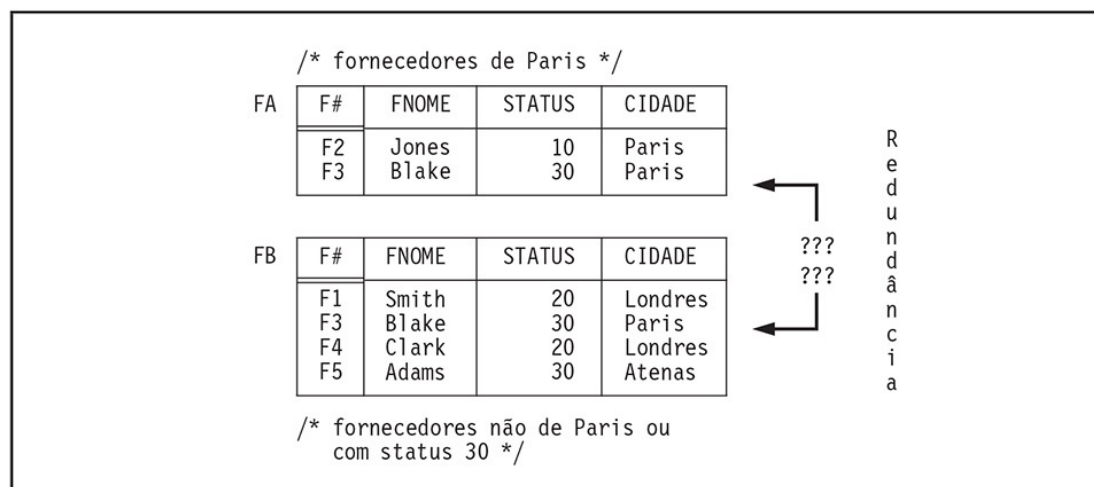 /* fornecedores de Paris */
FA F# FNOME STATUS CIDADE
F2 Jones 10 Paris
F3 Blake 30 Paris
FB F# FNOME STATUS CIDADE
F1 Smith 20 Londres
F3 Blake 30 Paris
F4 Clark 20 Londres
F5 Adams 30 Atenas
/* fornecedores não de Paris ou
com status 30 */
???
???
Redundância